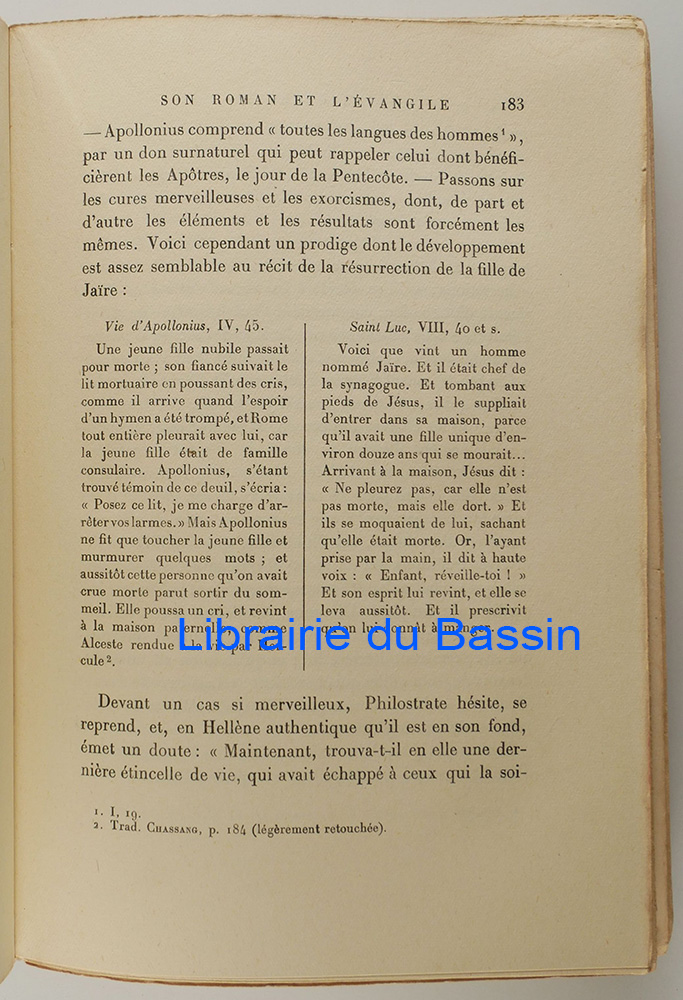 SON ROMAN ET L'ÉVANGILE 183
— Apollonius comprend « toutes les langues des hommes¹ »,
par un don surnaturel qui peut rappeler celui dont bénéfi-
cièrent les Apôtres, le jour de la Pentecôte. — Passons sur
les cures merveilleuses et les exorcismes, dont, de part et
d'autre les éléments et les résultats sont forcément les
mêmes. Voici cependant un prodige dont le développement
est assez semblable au récit de la résurrection de la fille de
Jaïre :
Vie d'Apollonius, IV, 45.
Une jeune fille nubile passait
pour morte ; son fiancé suivait le
lit mortuaire en poussant des cris,
comme il arrive quand l'espoir
d'un hymen a été trompé, et Rome
tout entière pleurait avec lui, car
la jeune fille était de famille
consulaire. Apollonius, s'étant
trouvé témoin de ce deuil, s'écria :
« Posez ce lit, je me charge d'ar-
rêter vos larmes. » Mais Apollonius
ne fit que toucher la jeune fille et
murmurer quelques mots ; et
aussitôt cette personne qu'on avait
crue morte parut sortir du som-
meil. Elle poussa un cri, et revint
à la maison paternelle, comme
Alceste rendue à la vie par Her-
cule².
Saint Luc, VIII, 40 et s.
Voici que vint un homme
nommé Jaïre. Et il était chef de
la synagogue. Et tombant aux
pieds de Jésus, il le suppliait
d'entrer dans sa maison, parce
qu'il avait une fille unique d'en-
viron douze ans qui se mourait...
Arrivant à la maison, Jésus dit :
« Ne pleurez pas, car elle n'est
pas morte, mais elle dort. » Et
ils se moquaient de lui, sachant
qu'elle était morte. Or, l'ayant
prise par la main, il dit à haute
voix : « Enfant, réveille-toi ! »
Et son esprit lui revint, et elle se
leva aussitôt. Et il prescrivit
qu'on lui donnât à manger.
Librairie du Bassin
Devant un cas si merveilleux, Philostrate hésite, se
reprend, et, en Hellène authentique qu'il est en son fond,
émet un doute : « Maintenant, trouva-t-il en elle une der-
nière étincelle de vie, qui avait échappé à ceux qui la soi-
1. I, 19.
2. Trad. CHASSANG, p. 184 (légèrement retouchée).